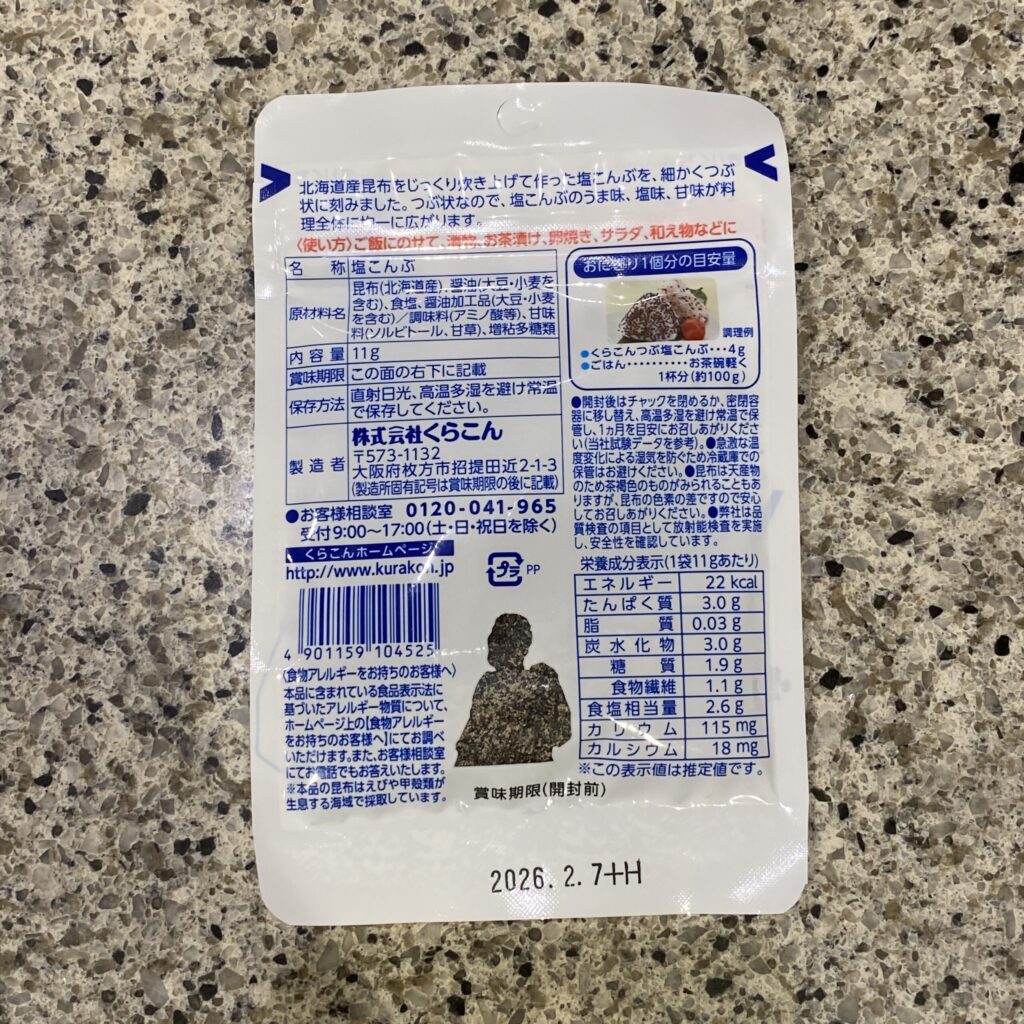 北海道産昆布をじっくり炊き上げて作った塩こんぶを、細かくつぶ
状に刻みました。つぶ状なので、塩こんぶのうま味、塩味、甘味が料
理全体に均一に広がります。
〈使い方〉ご飯にのせて、漬物、お茶漬け、卵焼き、サラダ、和え物などに
名 称 塩こんぶ
原材料名 昆布(北海道産)、醤油(大豆・小麦を
含む)、食塩、醤油加工品(大豆・小麦
を含む)／調味料(アミノ酸等)、甘味
料(ソルビトール、甘草)、増粘多糖類
内容量 11g
賞味期限 この面の右下に記載
保存方法 直射日光、高温多湿を避け常温
で保存してください。
製造者 株式会社くらこん
〒573-1132
大阪府枚方市招提田近2-1-3
(製造所固有記号は賞味期限の後に記載)
●お客様相談室 0120-041-965
受付9:00〜17:00(土・日・祝日を除く)
くらこんホームページ
http://www.kurakon.jp
プラ PP
4 901159 104525
〈食物アレルギーをお持ちのお客様へ〉
本品に含まれている食品表示法に
基づいたアレルギー物質について、
ホームページ上の【食物アレルギー
をお持ちのお客様へ】にてお調べ
いただけます。また、お客様相談室
にてお電話でもお答えいたします。
※本品の昆布はえびや甲殻類が
生息する海域で採取しています。
おにぎり1個分の目安量
調理例
●くらこんつぶ塩こんぶ・・・4g
●ごはん・・・・・・・・・・お茶碗軽く
1杯分(約100g)
●開封後はチャックを閉めるか、密閉容
器に移し替え、高温多湿を避け常温で保
管し、1ヵ月を目安にお召しあがりください
(当社試験データを参考)。●急激な温
度変化による湿気を防ぐため冷蔵庫での
保管はお避けください。●昆布は天産物
のため茶褐色のものがみられることもあ
りますが、昆布の色素の差ですので安心
してお召しあがりください。●弊社は品
質検査の項目として放射能検査を実施
し、安全性を確認しています。
栄養成分表示(1袋11gあたり)
エネルギー 22 kcal
たんぱく質 3.0 g
脂質 0.03 g
炭水化物 3.0 g
糖質 1.9 g
食物繊維 1.1 g
食塩相当量 2.6 g
カリウム 115 mg
カルシウム 18 mg
※この表示値は推定値です。
賞味期限(開封前)
2026. 2. 7+H